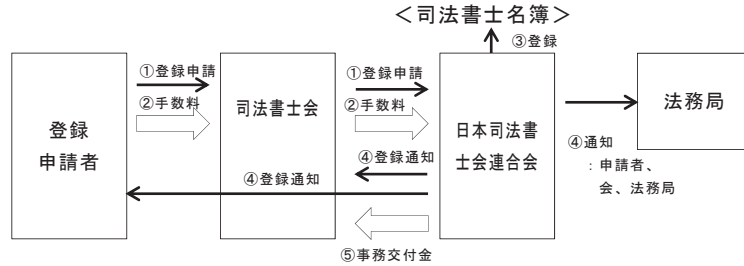 ＜司法書士名簿＞
③登録
①登録申請
②手数料
登録
申請者
司法書士会
①登録申請
②手数料
日本司法書
士会連合会
法務局
④通知
：申請者、
会、法務局
④登録通知
④登録通知
⑤事務交付金